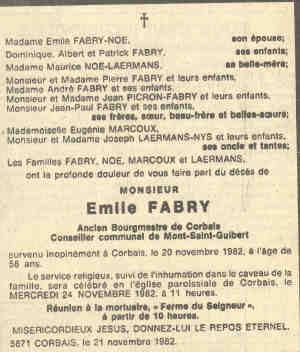 Madame Emile FABRY-NOE, son épouse;
Dominique, Albert et Patrick FABRY, ses enfants;
Madame Maurice NOE-LAERMANS, sa belle-mère;
Monsieur et Madame Pierre FABRY et leurs enfants,
Madame André FABRY et ses enfants,
Monsieur et Madame Jean PICRON-FABRY et leurs enfants,
Monsieur Jean-Paul FABRY et ses enfants,
ses frères, sœur, beau-frère et belles-sœurs;
Mademoiselle Eugénie MARCOUX,
Monsieur et Madame Joseph LAERMANS-NYS et leurs enfants,
ses oncle et tantes;
Les Familles FABRY, NOE, MARCOUX et LAERMANS,
ont la profonde douleur de vous faire part du décès de
MONSIEUR
Emile FABRY
Ancien Bourgmestre de Corbais
Conseiller communal de Mont-Saint-Guibert
survenu inopinément à Corbais, le 20 novembre 1982, à l'âge de
58 ans.
Le service religieux, suivi de l'inhumation dans le caveau de la
famille, sera célébré en l'église paroissiale de Corbais, le
MERCREDI 24 NOVEMBRE 1982, à 11 heures.
Réunion à la mortuaire, « Ferme du Seigneur »,
à partir de 10 heures.
MISERICORDIEUX JESUS, DONNEZ-LUI LE REPOS ETERNEL.
5871 CORBAIS, le 21 novembre 1982.